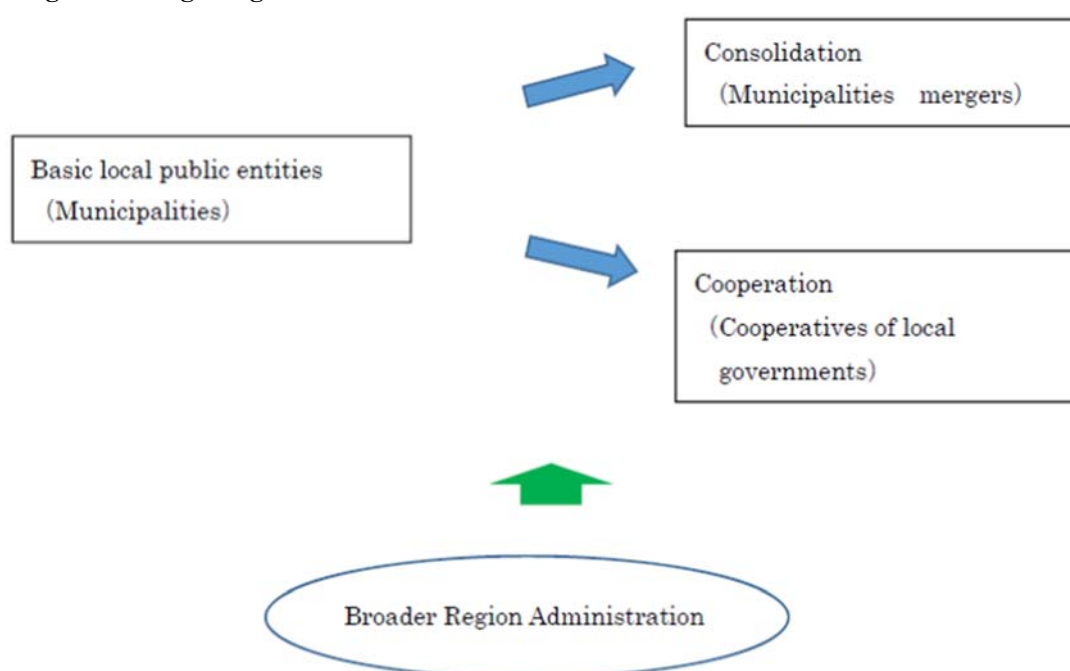 Consolidation
（Municipalities　mergers）
Basic local public entities
（Municipalities）
Cooperation
（Cooperatives of local
governments）
Broader Region Administration